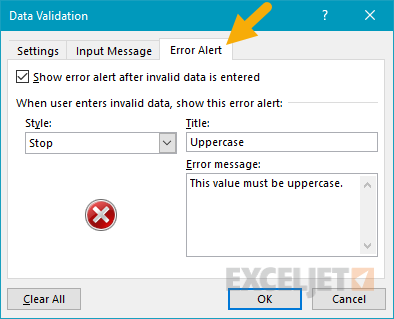 Data Validation ? ×
Settings Input Message Error Alert
Show error alert after invalid data is entered
When user enters invalid data, show this error alert:
Style: Title:
Stop Uppercase
Error message:
This value must be uppercase.
EXCELJET
Clear All OK Cancel